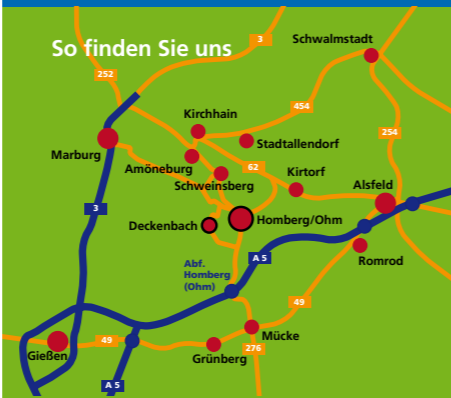 So finden Sie uns
3
Schwalmstadt
252
454
Kirchhain
254
Marburg
Stadtallendorf
Amöneburg
62
Kirtorf
Schweinsberg
Alsfeld
3
Deckenbach
Homberg/Ohm
A 5
Romrod
Abf.
Homberg
(Ohm)
49
Mücke
49
Gießen
276
Grünberg
A 5